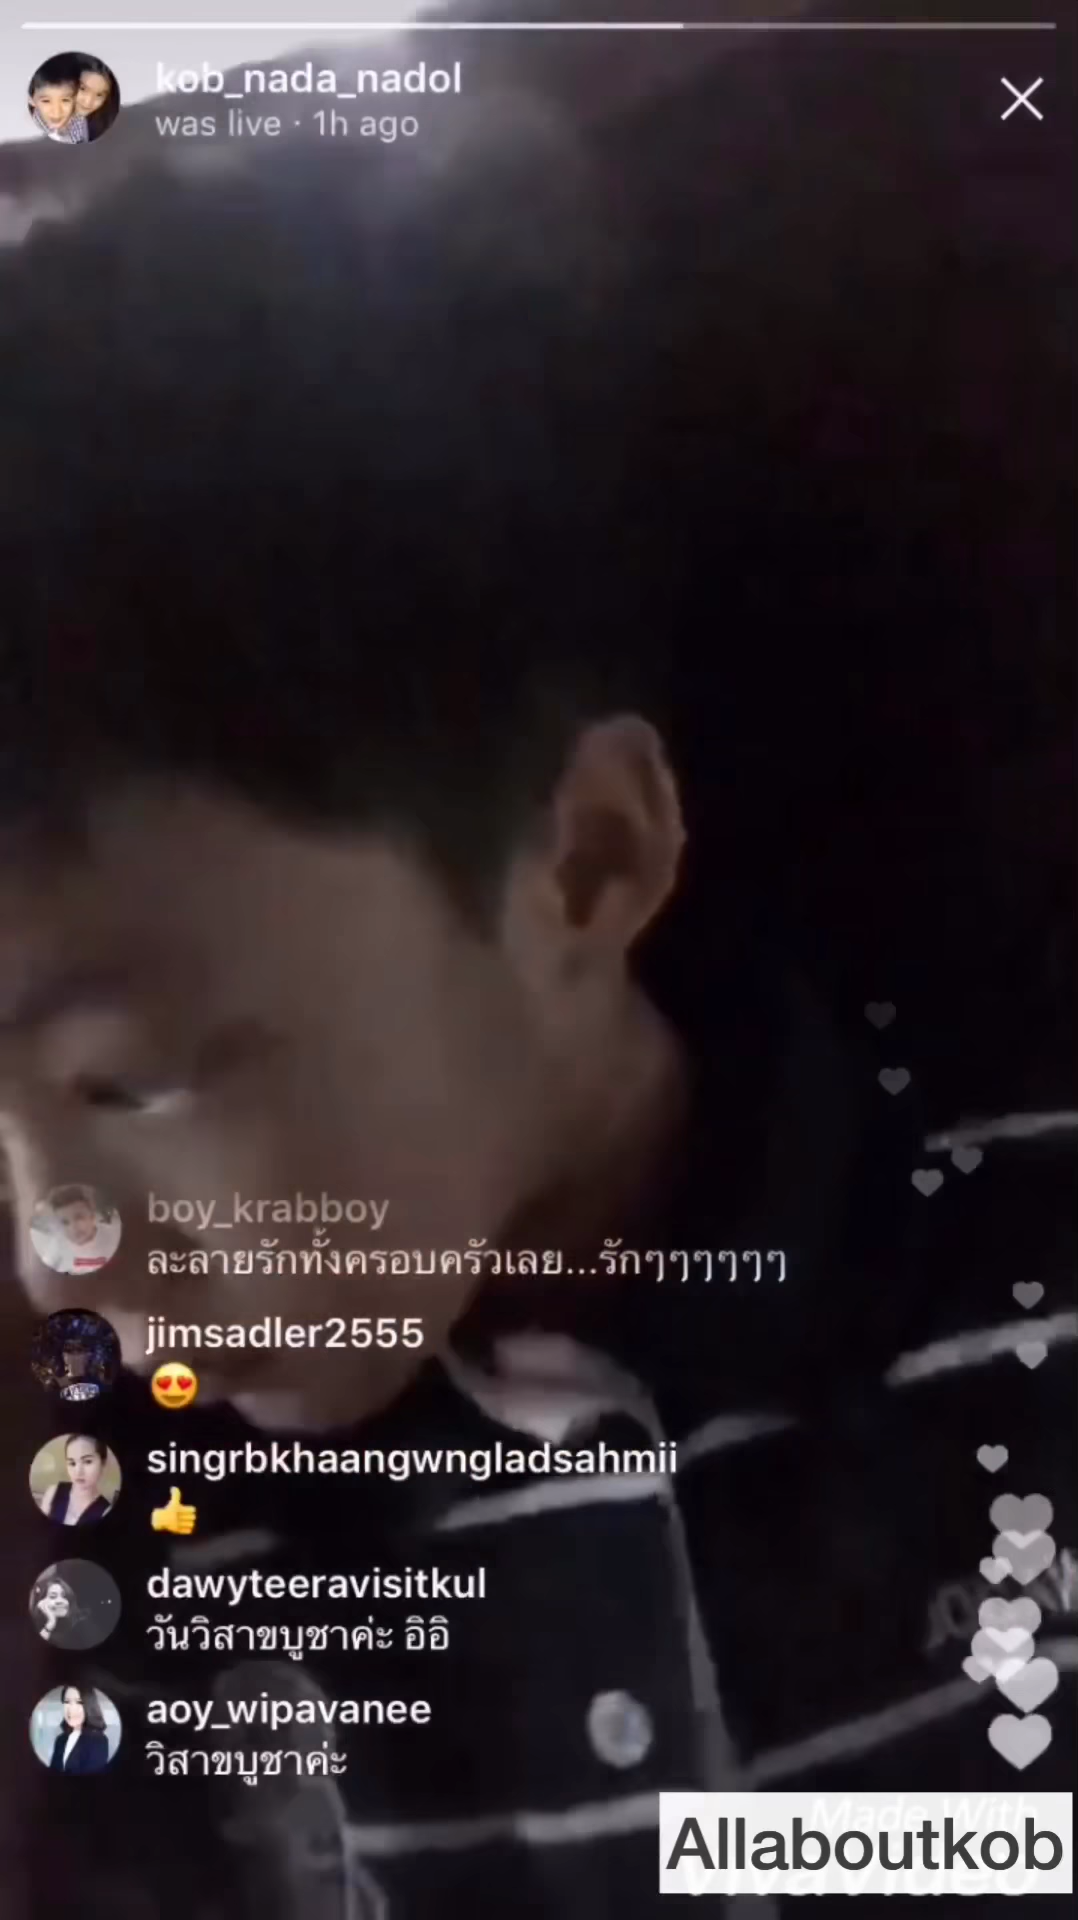 kob_nada_nadol
was live · 1h ago
boy_krabboy
ละลายรักทั้งครอบครัวเลย...รักๆๆๆๆๆๆ
jimsadler2555
😍
singrbkhaangwngladsahmii
👍
dawyteeravisitkul
วันวิสาขบูชาค่ะ อิอิ
aoy_wipavanee
วิสาขบูชาค่ะ
Made With
Allaboutkob